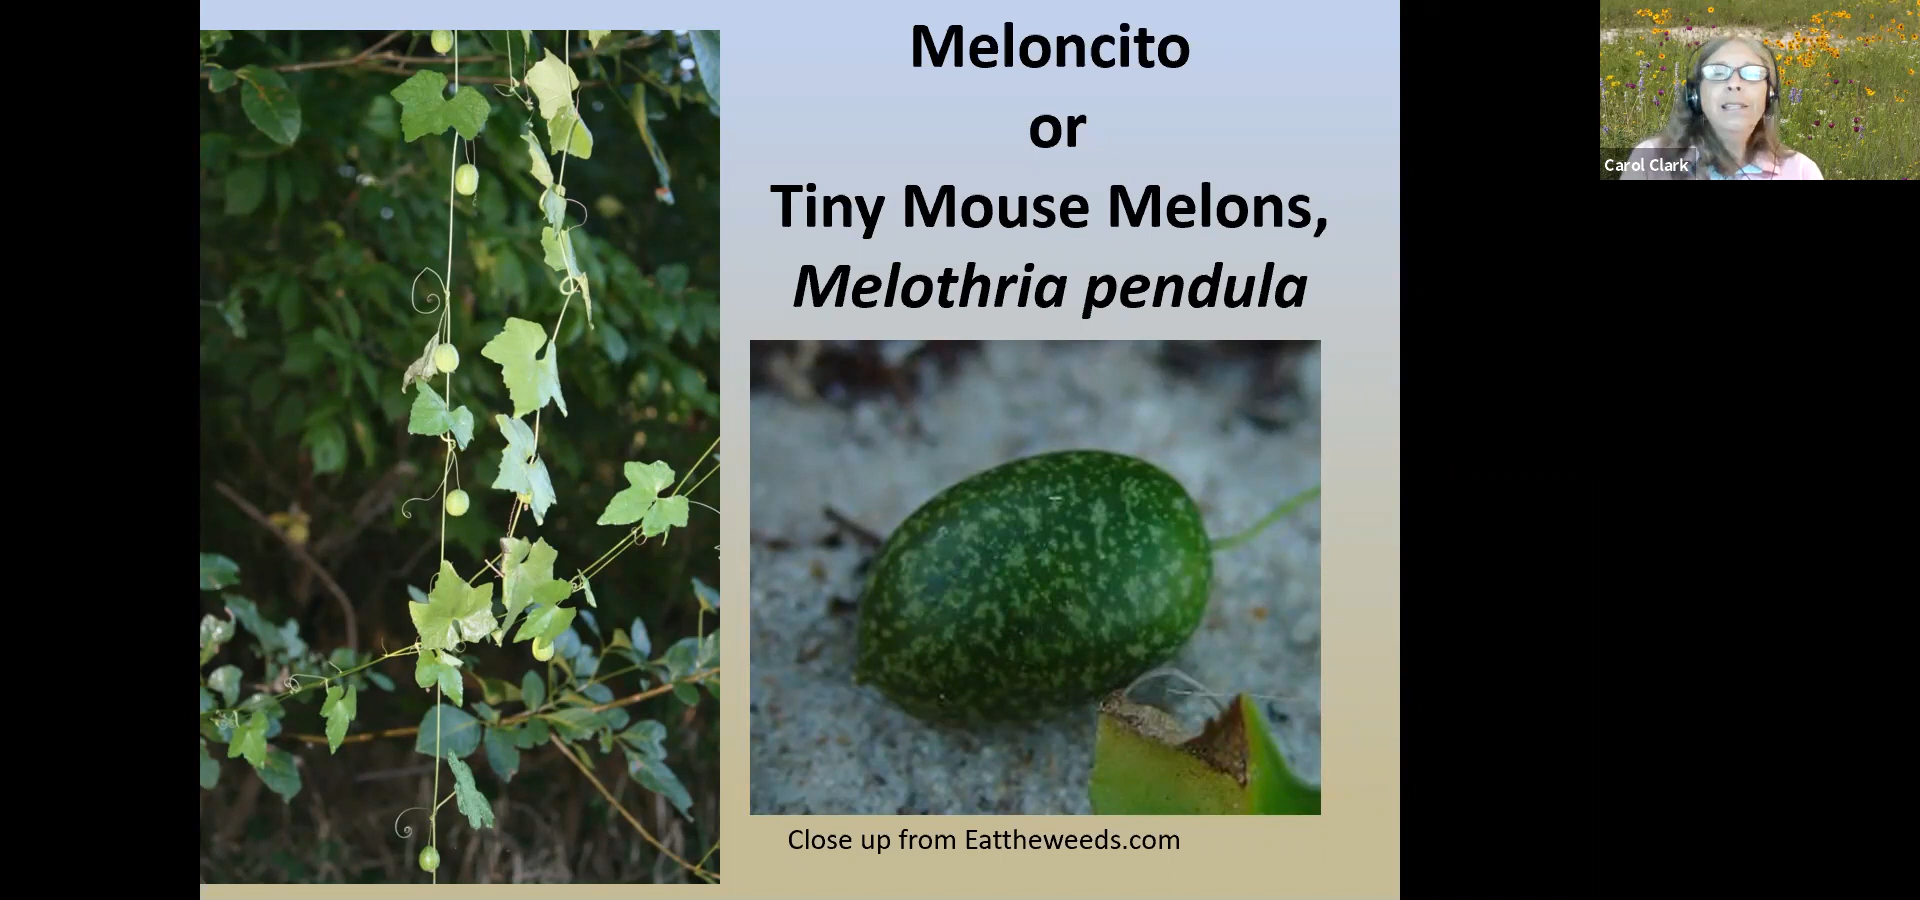 Meloncito
or
Tiny Mouse Melons,
Melothria pendula
Close up from Eattheweeds.com
Carol Clark